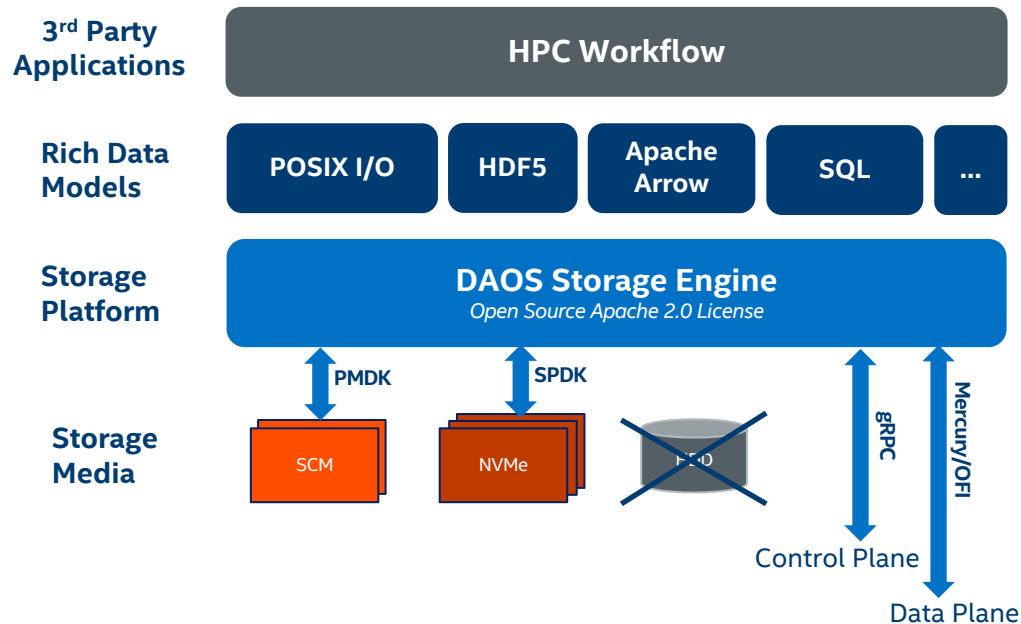 3rd Party
Applications
HPC Workflow
Rich Data
Models
POSIX I/O
HDF5
Apache
Arrow
SQL
...
Storage
Platform
DAOS Storage Engine
Open Source Apache 2.0 License
PMDK
SPDK
gRPC
Mercury/OFI
Storage
Media
SCM
NVMe
HDD
Control Plane
Data Plane